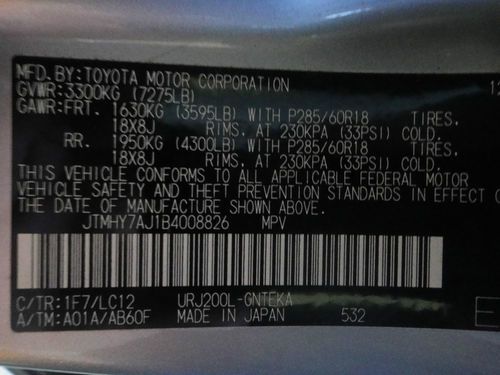 MFD.BY:TOYOTA MOTOR CORPORATION 12
GVWR:3300KG (7275LB)
GAWR:FRT. 1630KG (3595LB) WITH P285/60R18 TIRES,
18X8J RIMS, AT 230KPA (33PSI) COLD.
RR. 1950KG (4300LB) WITH P285/60R18 TIRES,
18X8J RIMS, AT 230KPA (33PSI) COLD.
THIS VEHICLE CONFORMS TO ALL APPLICABLE FEDERAL MOTOR
VEHICLE SAFETY AND THEFT PREVENTION STANDARDS IN EFFECT O
THE DATE OF MANUFACTURE SHOWN ABOVE.
JTMHY7AJ1B4008826 MPV
C/TR:1F7/LC12 URJ200L-GNTEKA
A/TM:A01A/AB60F MADE IN JAPAN 532 E